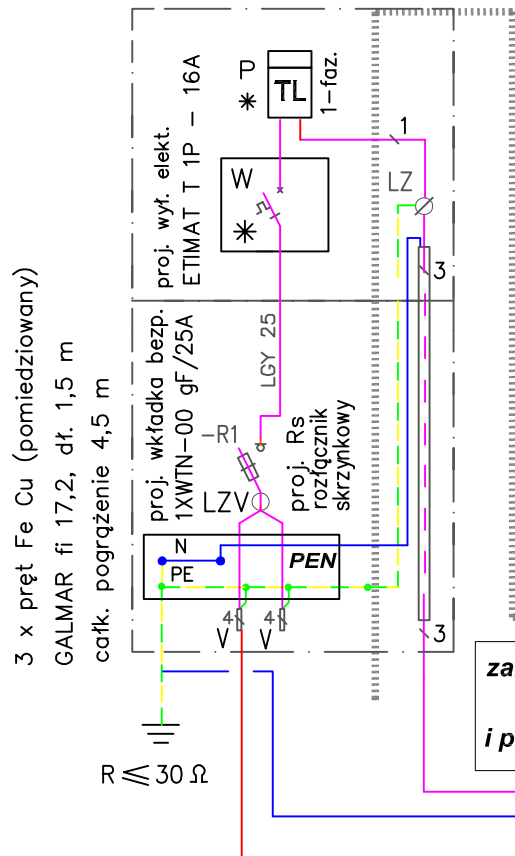 P
TL
1-faz.
proj. wył. elekt.
ETIMAT T 1P - 16A
W
1
LZ
3
LGY 25
proj. wkładka bezp.
1XWTN-00 gF/25A
-R1
LZV
proj. Rs
rozłącznik
skrzynkowy
N
PE
PEN
4
V
4
V
3
3 x pręt Fe Cu (pomiedziowany)
GALMAR fi 17,2, dł. 1,5 m
całk. pogrążenie 4,5 m
R ⩽ 30 Ω
za
i p